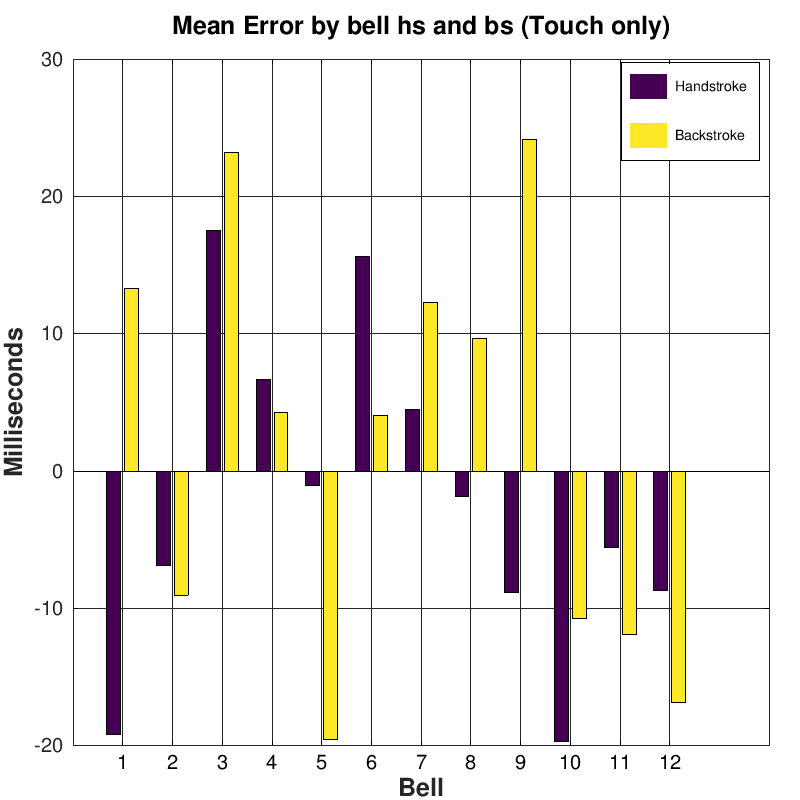 Mean Error by bell hs and bs (Touch only)
30
20
10
0
-10
-20
Milliseconds
Handstroke
Backstroke
1 2 3 4 5 6 7 8 9 10 11 12
Bell